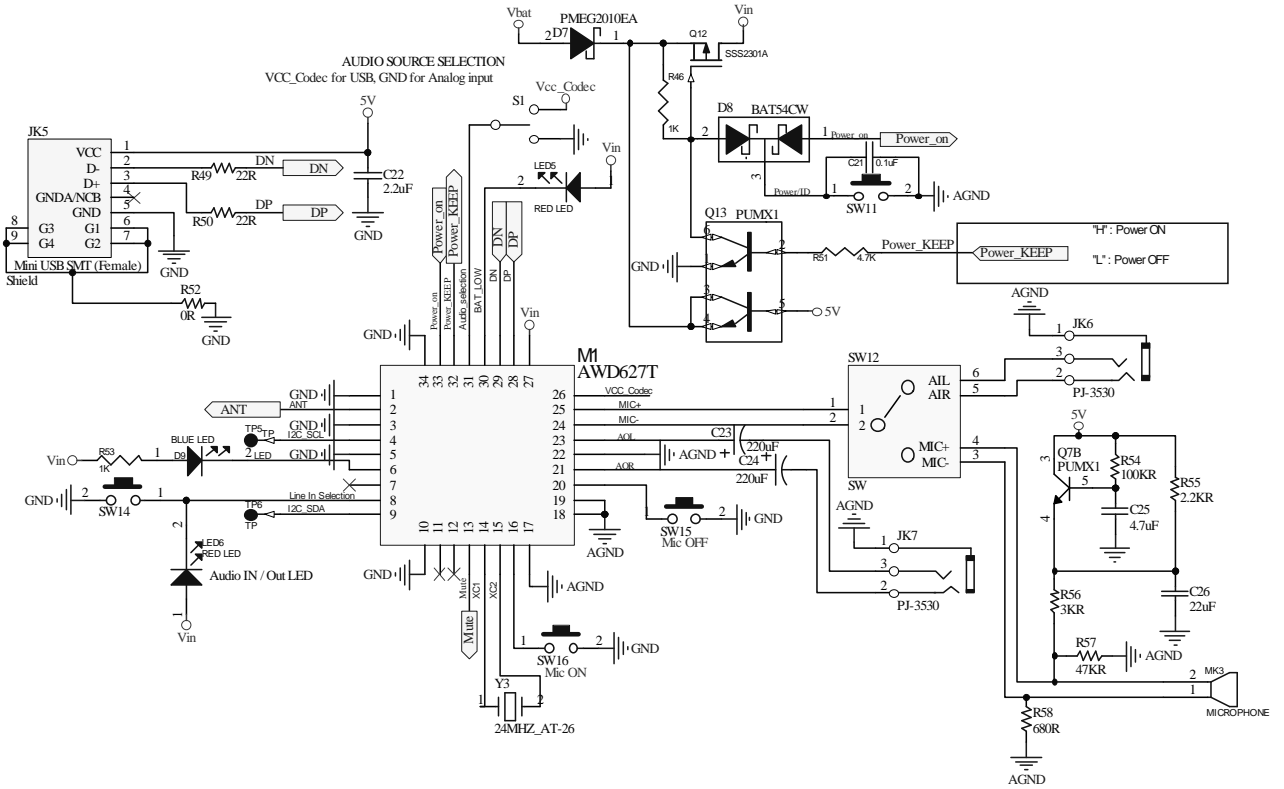 Vbat
PMEG2010EA
Vin
2 D7 1
Q12
SSS2301A
AUDIO SOURCE SELECTION
VCC_Codec for USB, GND for Analog input
R46
1K
S1
Vcc_Codec
5V
D8 BAT54CW
2 1 Power_on Power_on
3
C21 0.1uF
Power/ID 1 2 AGND
SW11
JK5
VCC 1
D- 2
D+ 3
GNDA/NCB 4
GND 5
G3 G1 6
G4 G2 7
8
9
Mini USB SMT (Female)
Shield
DN DN
R49 22R
DP DP
R50 22R
C22
2.2uF
GND
GND
R52
0R
GND
Vin
LED5
2 1
RED LED
Power_on
Power_KEEP
DN
DP
Q13 PUMX1
6 2
1
3 5
4
GND
R51 4.7K
Power_KEEP
Power_KEEP
"H" : Power ON
"L" : Power OFF
5V
Power_on
Power_KEEP
Audio_selection
BAT_LOW
DN
DP
Vin
GND
34 33 32 31 30 29 28 27
M1
AWD627T
AGND
JK6
1
3
2
PJ-3530
SW12
AIL 6
AIR 5
1 1
2 2
MIC+ 4
MIC- 3
SW
GND 1
ANT ANT 2
GND 3
TP5 TP I2C_SCL 4
GND 5
BLUE LED
Vin R53 1K 1 D9 2 LED 6
7
GND 2 1 Line In Selection 8
SW14
TP6 TP I2C_SDA 9
26 VCC_Codec
25 MIC+
24 MIC-
23 AOL
22 AGND
21 AOR
20
19
18
C23 220uF
C24 220uF
+
+
1 2 GND
SW15
Mic OFF
AGND
2
LED6
RED LED
Audio IN / Out LED
1
Vin
10 11 12 13 14 15 16 17
GND
Mute
XC1
XC2
AGND
Mute
1 2 GND
SW16
Mic ON
Y3
1 2
24MHZ_AT-26
AGND
JK7
1
3
2
PJ-3530
5V
Q7B
PUMX1
3
5
4
R54
100KR
R55
2.2KR
C25
4.7uF
R56
3KR
C26
22uF
R57
47KR
AGND
MK3
2
1
MICROPHONE
R58
680R
AGND